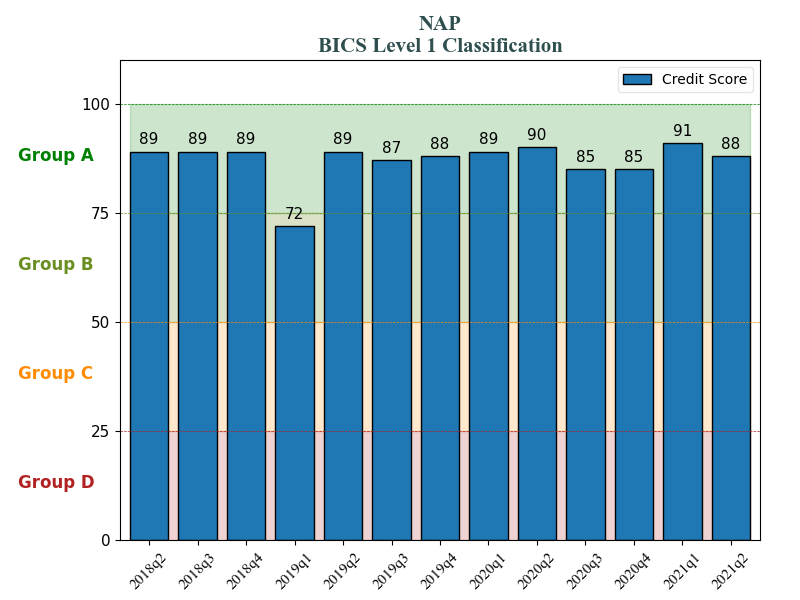 NAP
BICS Level 1 Classification
Credit Score
100
75
50
25
0
Group A
Group B
Group C
Group D
89
89
89
72
89
87
88
89
90
85
85
91
88
2018q2
2018q3
2018q4
2019q1
2019q2
2019q3
2019q4
2020q1
2020q2
2020q3
2020q4
2021q1
2021q2